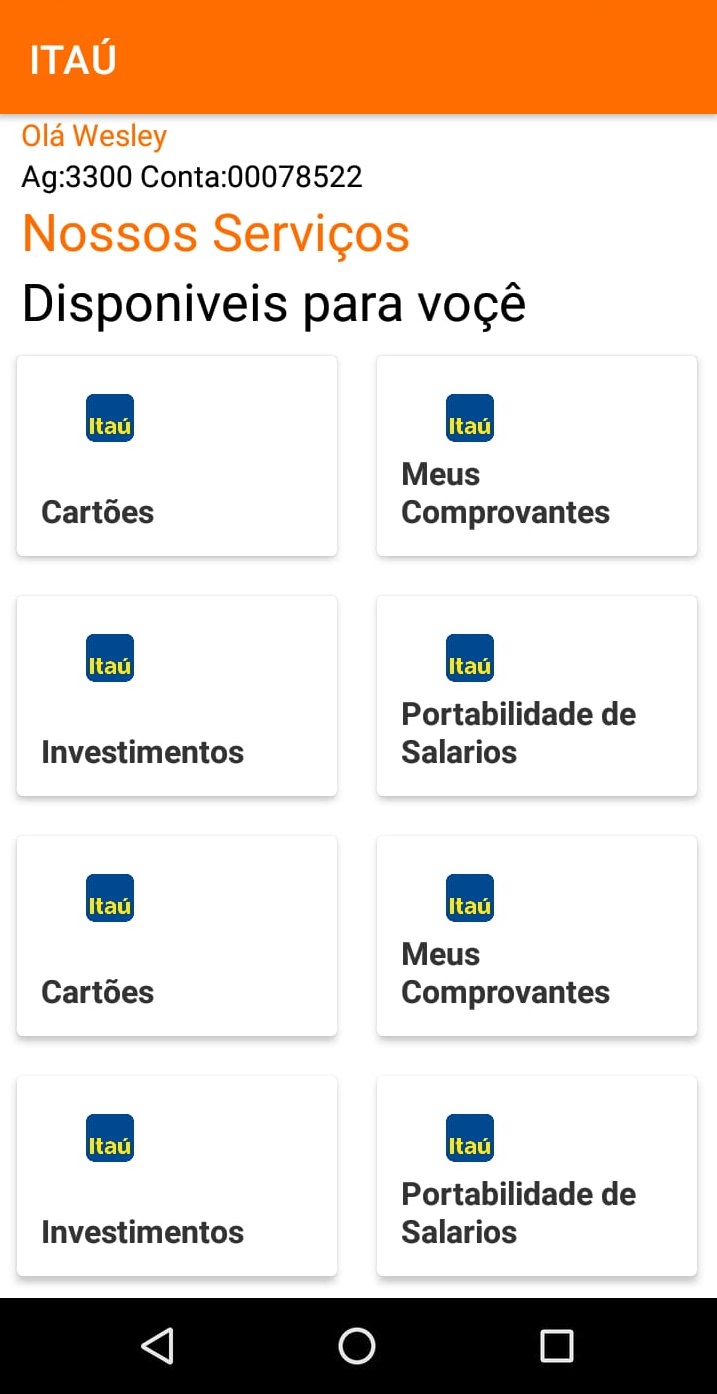 ITAÚ
Olá Wesley
Ag:3300 Conta:00078522
Nossos Serviços
Disponiveis para voçê
Itaú
Cartões
Itaú
Meus
Comprovantes
Itaú
Investimentos
Itaú
Portabilidade de
Salarios
Itaú
Cartões
Itaú
Meus
Comprovantes
Itaú
Investimentos
Itaú
Portabilidade de
Salarios